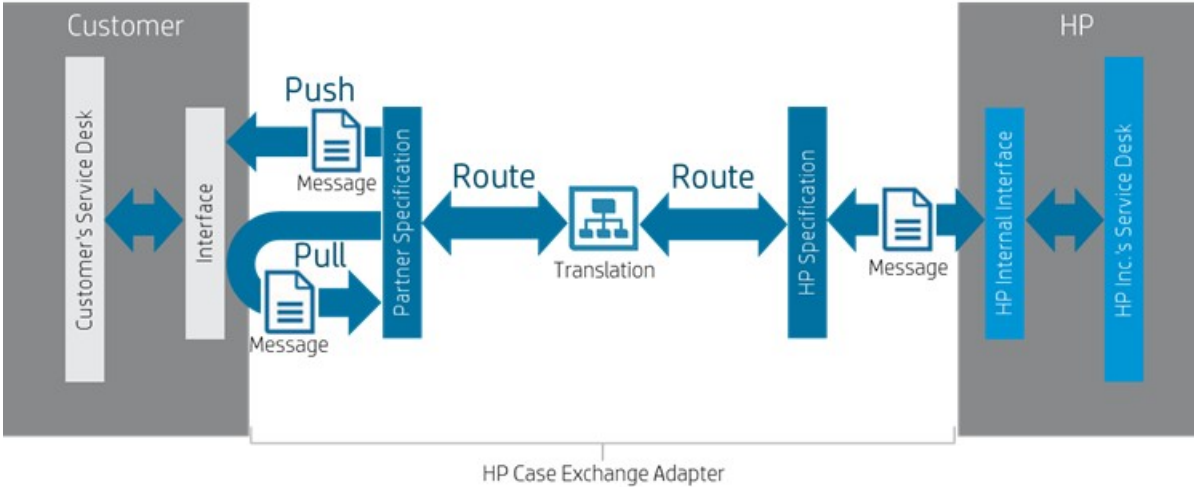 Customer
HP
Customer's Service Desk
Interface
Push
Message
Pull
Message
Partner Specification
Route
Translation
Route
HP Specification
Message
HP Internal Interface
HP Inc.'s Service Desk
HP Case Exchange Adapter